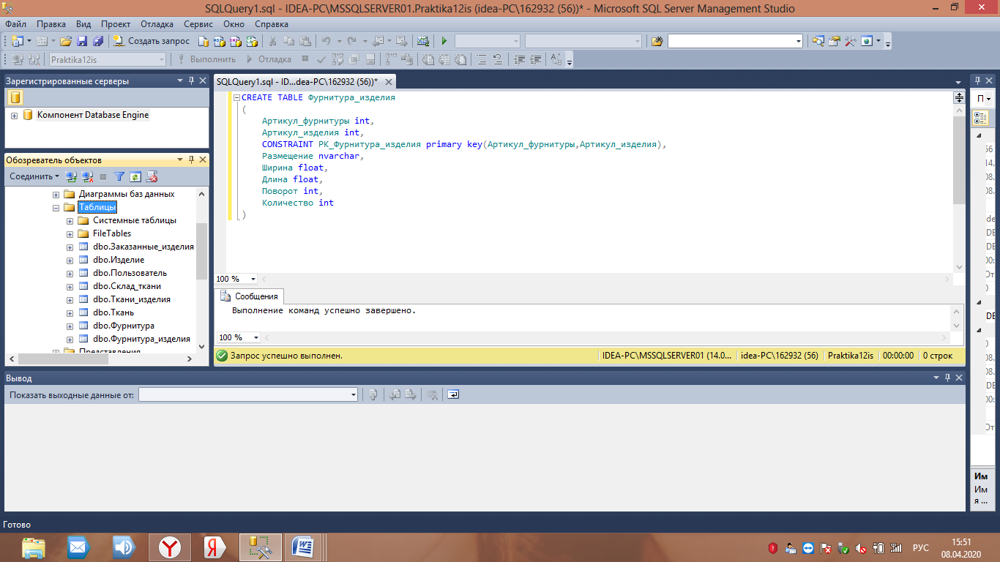 SQLQuery1.sql - IDEA-PC\MSSQLSERVER01.Praktika12is (idea-PC\162932 (56))* - Microsoft SQL Server Management Studio
Файл Правка Вид Проект Отладка Сервис Окно Справка
Создать запрос
Praktika12is Выполнить Отладка
Зарегистрированные серверы
Компонент Database Engine
Обозреватель объектов
Соединить
Диаграммы баз данных
Таблицы
Системные таблицы
FileTables
dbo.Заказанные_изделия
dbo.Изделие
dbo.Пользователь
dbo.Склад_ткани
dbo.Ткани_изделия
dbo.Ткань
dbo.Фурнитура
dbo.Фурнитура_изделия
Представления
SQLQuery1.sql - ID...dea-PC\162932 (56))*
CREATE TABLE Фурнитура_изделия
(
Артикул_фурнитуры int,
Артикул_изделия int,
CONSTRAINT PK_Фурнитура_изделия primary key(Артикул_фурнитуры,Артикул_изделия),
Размещение nvarchar,
Ширина float,
Длина float,
Поворот int,
Количество int
)
100 %
Сообщения
Выполнение команд успешно завершено.
100 %
Запрос успешно выполнен. IDEA-PC\MSSQLSERVER01 (14.0... idea-PC\162932 (56) Praktika12is 00:00:00 0 строк
П
Им
Им
я ...
Вывод
Показать выходные данные от:
Готово
РУС
15:51
08.04.2020